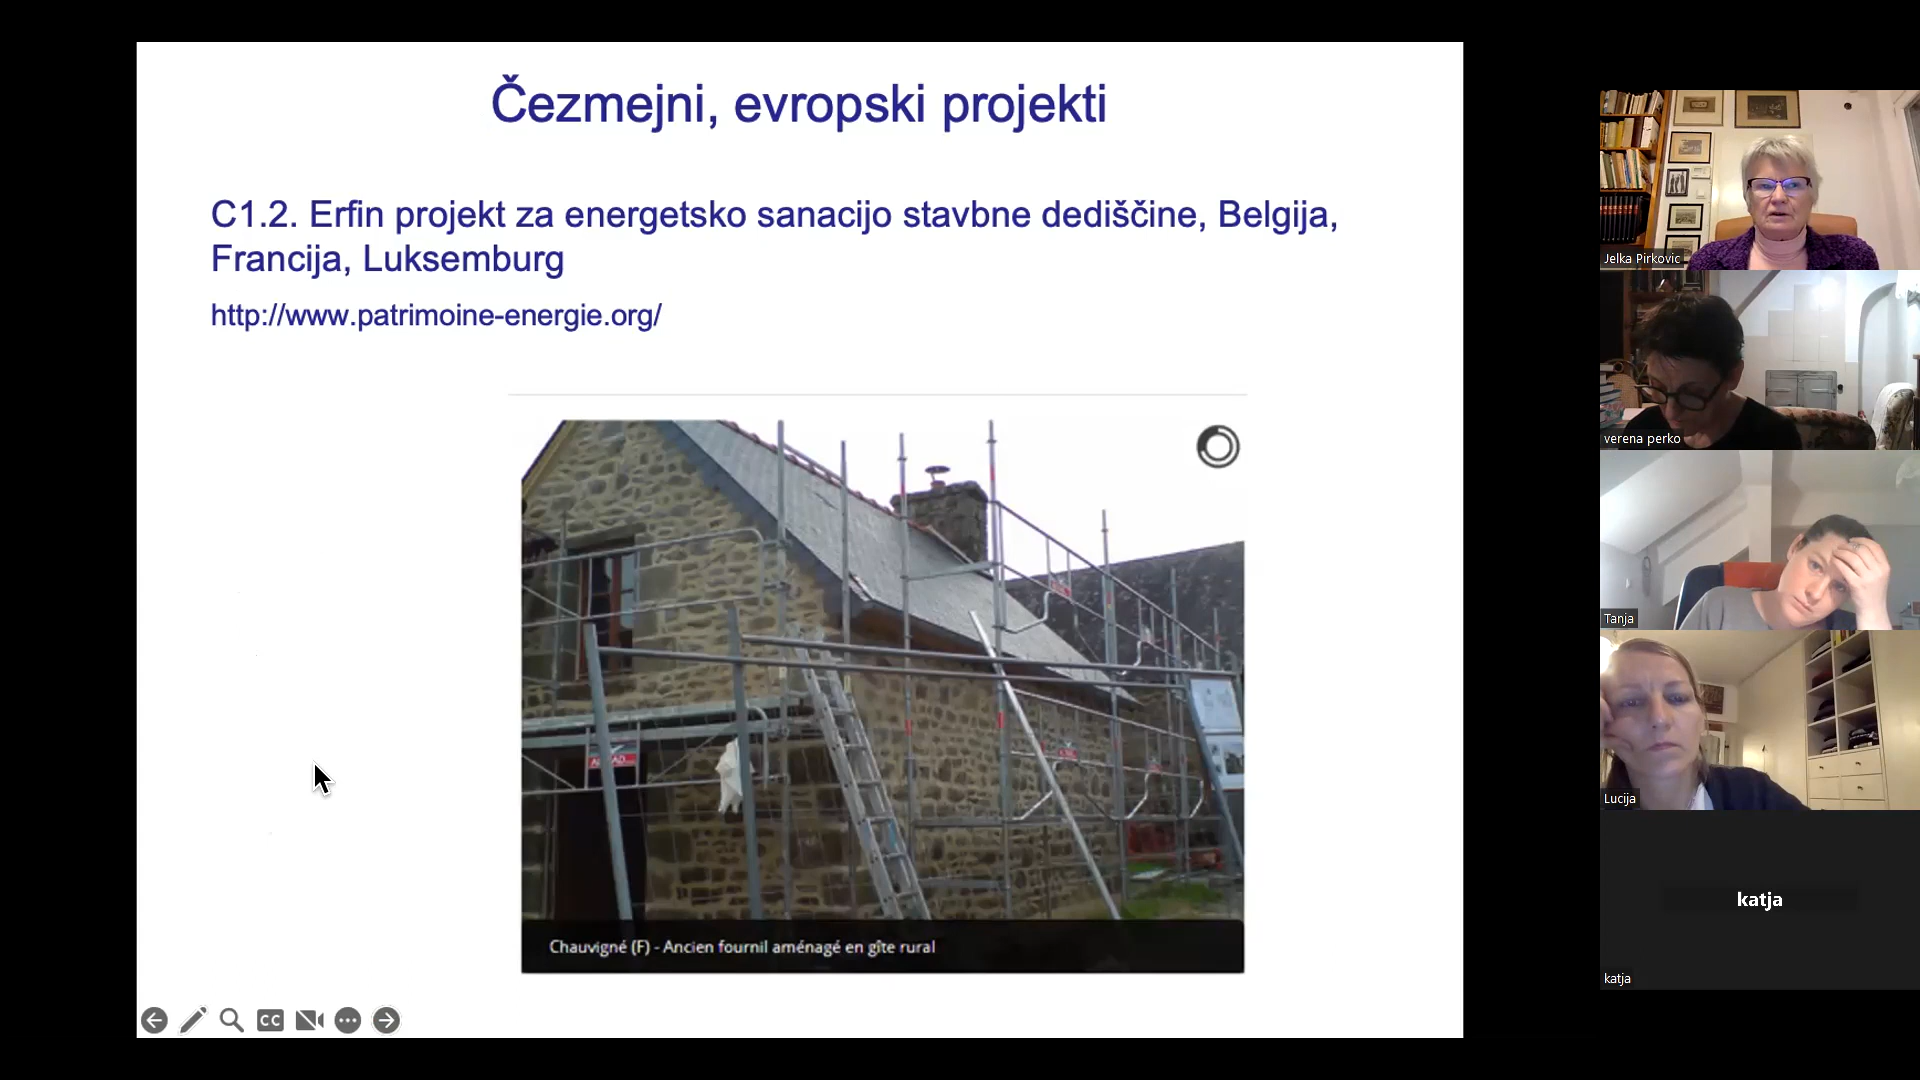 Čezmejni, evropski projekti
C1.2. Erfin projekt za energetsko sanacijo stavbne dediščine, Belgija,
Francija, Luksemburg
http://www.patrimoine-energie.org/
Chauvigné (F) - Ancien fournil aménagé en gîte rural
CC
Jelka Pirkovic
verena perko
Tanja
Lucija
katja
katja